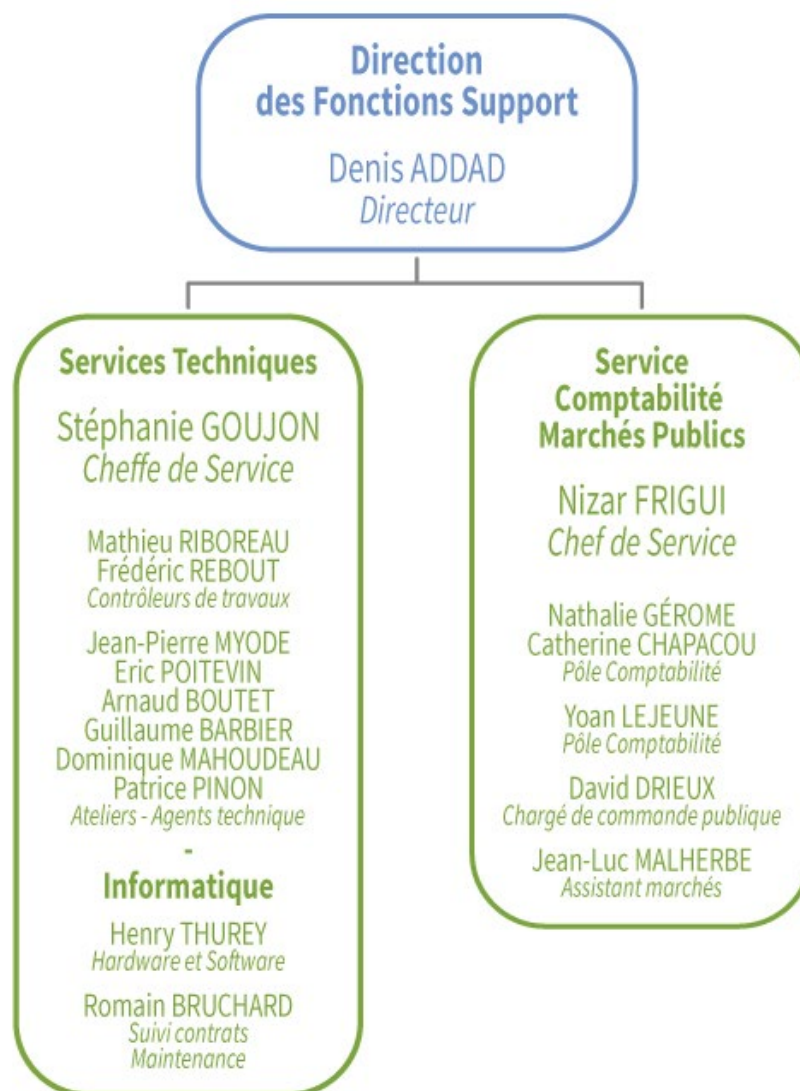 Direction
des Fonctions Support
Denis ADDAD
Directeur
Services Techniques
Stéphanie GOUJON
Cheffe de Service
Mathieu RIBOREAU
Frédéric REBOUT
Contrôleurs de travaux
Jean-Pierre MYODE
Eric POITEVIN
Arnaud BOUTET
Guillaume BARBIER
Dominique MAHOUDEAU
Patrice PINON
Ateliers - Agents technique
-
Informatique
Henry THUREY
Hardware et Software
Romain BRUCHARD
Suivi contrats
Maintenance
Service
Comptabilité
Marchés Publics
Nizar FRIGUI
Chef de Service
Nathalie GÉROME
Catherine CHAPACOU
Pôle Comptabilité
Yoan LEJEUNE
Pôle Comptabilité
David DRIEUX
Chargé de commande publique
Jean-Luc MALHERBE
Assistant marchés